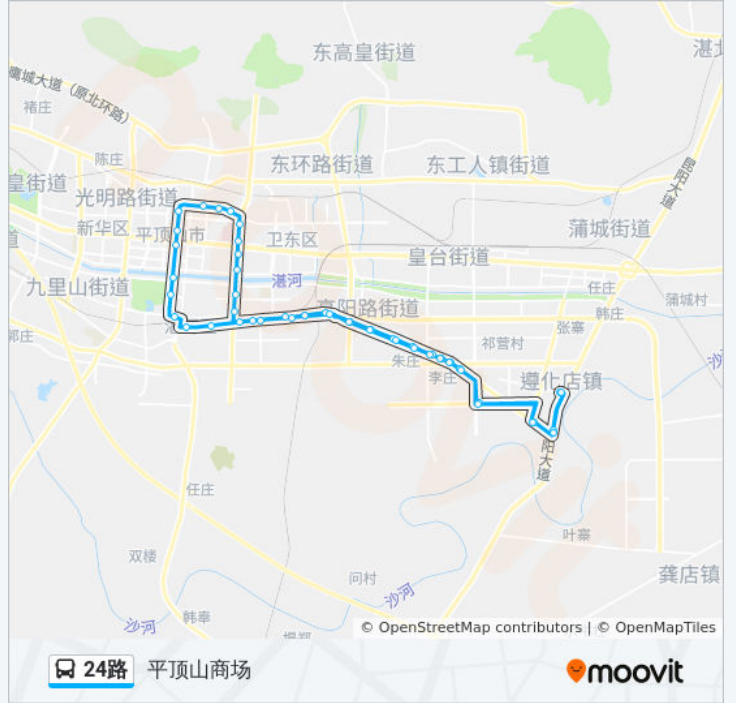 东高皇街道
湛北
鹰城大道（原北环路）
褚庄
陈庄
东环路街道
东工人镇街道
昆阳大道
皇街道
光明路街道
新华区
平顶山市
卫东区
蒲城街道
道
皇台街道
九里山街道
湛河
任庄
蒲城村
高阳路街道
韩庄
张寨
祁营村
郭庄
朱庄
李庄
遵化店镇
沙
阳大道
任庄
叶寨
双楼
问村
龚店镇
沙河
韩奉
沙河
© OpenStreetMap contributors | © OpenMapTiles
24路 平顶山商场
moovit